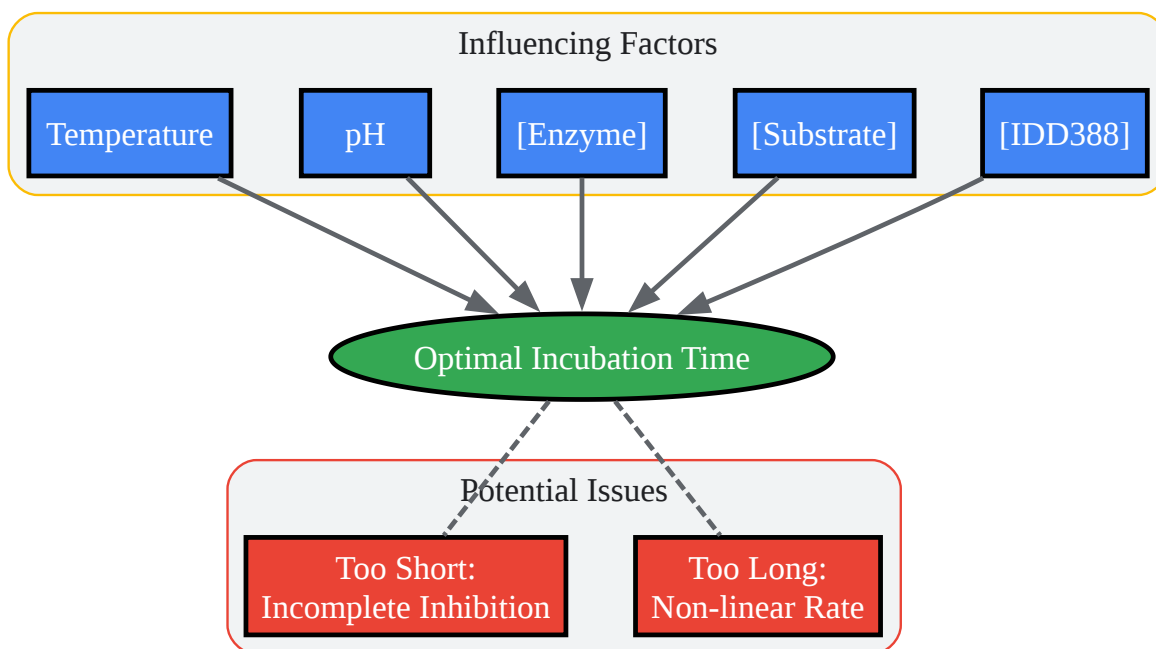 Influencing Factors
Temperature
pH
[Enzyme]
[Substrate]
[IDD388]
Optimal Incubation Time
Potential Issues
Too Short:
Incomplete Inhibition
Too Long:
Non-linear Rate